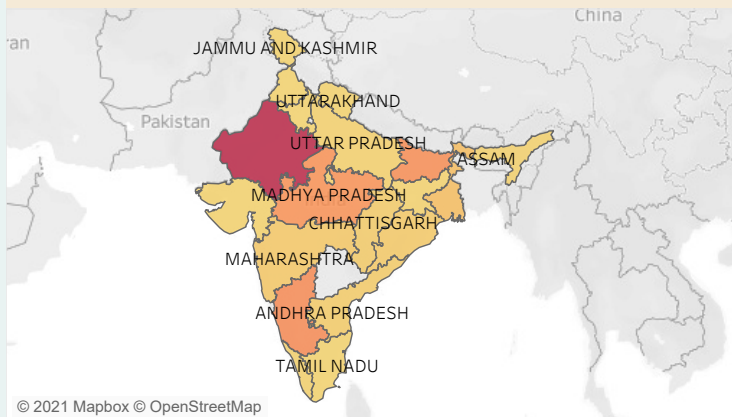 China
ran
JAMMU AND KASHMIR
UTTARAKHAND
Pakistan
UTTAR PRADESH
ASSAM
MADHYA PRADESH
CHHATTISGARH
MAHARASHTRA
ANDHRA PRADESH
TAMIL NADU
© 2021 Mapbox © OpenStreetMap